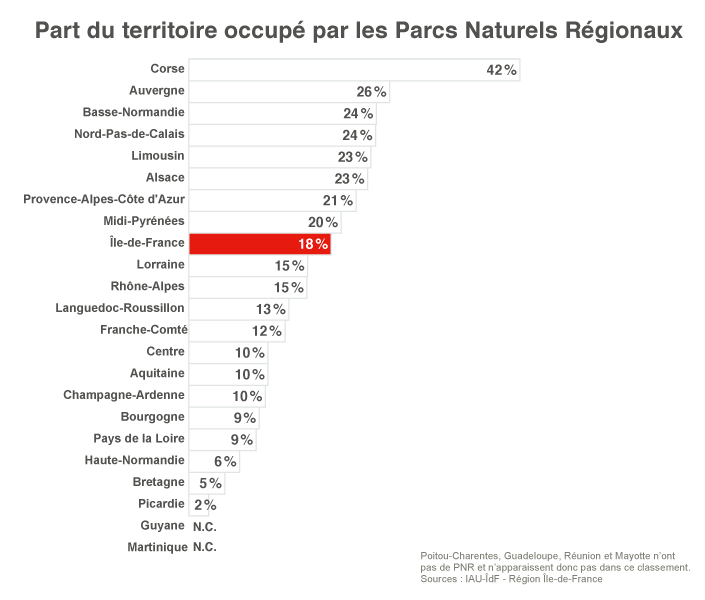 Part du territoire occupé par les Parcs Naturels Régionaux
Corse 42 %
Auvergne 26 %
Basse-Normandie 24 %
Nord-Pas-de-Calais 24 %
Limousin 23 %
Alsace 23 %
Provence-Alpes-Côte d'Azur 21 %
Midi-Pyrénées 20 %
Île-de-France 18 %
Lorraine 15 %
Rhône-Alpes 15 %
Languedoc-Roussillon 13 %
Franche-Comté 12 %
Centre 10 %
Aquitaine 10 %
Champagne-Ardenne 10 %
Bourgogne 9 %
Pays de la Loire 9 %
Haute-Normandie 6 %
Bretagne 5 %
Picardie 2 %
Guyane N.C.
Martinique N.C.
Poitou-Charentes, Guadeloupe, Réunion et Mayotte n'ont
pas de PNR et n'apparaissent donc pas dans ce classement.
Sources : IAU-ÎdF - Région Île-de-France